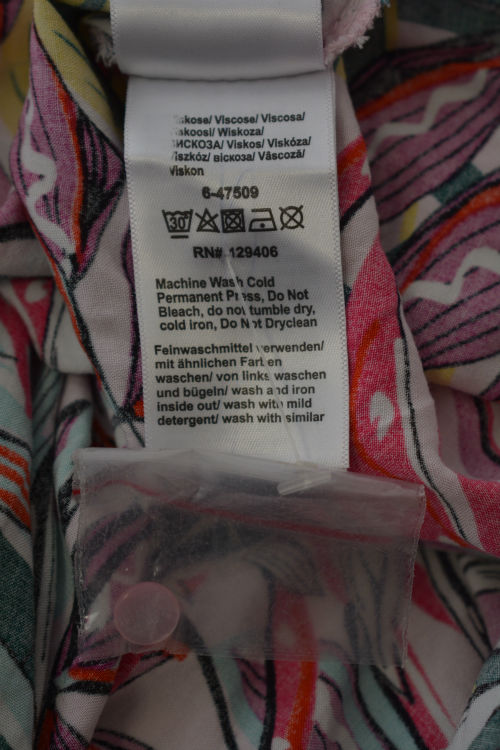 Viscose/ Viscosa/
Wiskoza/
ВИСКОЗА/ Viskos/ Viskóza/
Viszkóz/ віскоза/ Vâscoză/
Viskon
6-47509
30
RN# 129406
Machine Wash Cold
Permanent Press, Do Not
Bleach, do not tumble dry,
cold iron, Do Not Dryclean
Feinwaschmittel verwenden/
mit ähnlichen Farben
waschen/ von links waschen
und bügeln/ wash and iron
inside out/ wash with mild
detergent/ wash with similar